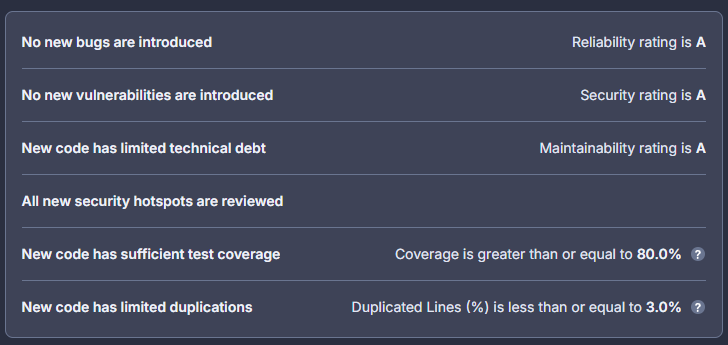 No new bugs are introduced Reliability rating is A
No new vulnerabilities are introduced Security rating is A
New code has limited technical debt Maintainability rating is A
All new security hotspots are reviewed
New code has sufficient test coverage Coverage is greater than or equal to 80.0% ?
New code has limited duplications Duplicated Lines (%) is less than or equal to 3.0% ?